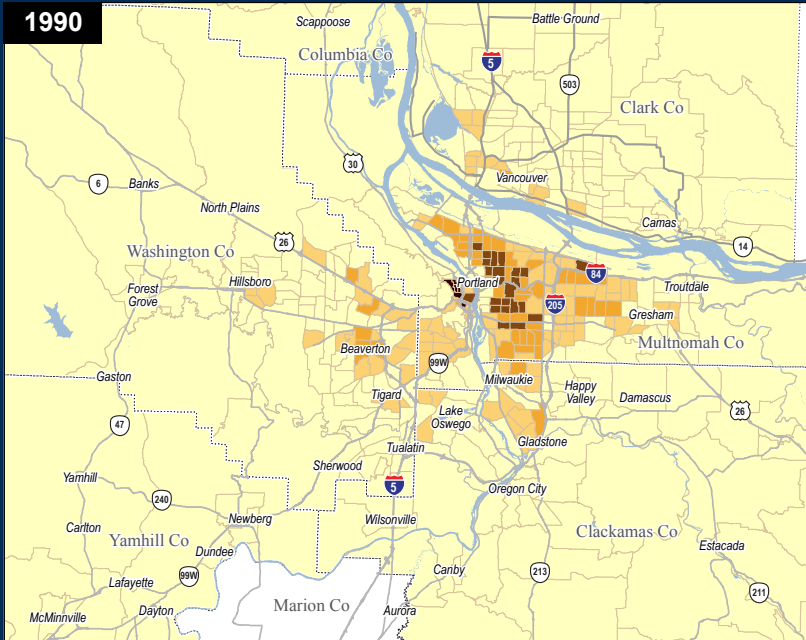 1990
Scappoose
Battle Ground
Columbia Co
5
503
Clark Co
30
Vancouver
6
Banks
North Plains
Camas
26
14
Washington Co
Portland
84
Hillsboro
Forest
Grove
Troutdale
205
Gresham
Multnomah Co
Beaverton
99W
Gaston
Milwaukie
Happy
Valley
Tigard
Damascus
Lake
Oswego
26
47
Gladstone
Tualatin
Sherwood
Yamhill
5
Oregon City
240
Newberg
Wilsonville
Carlton
Yamhill Co
Clackamas Co
Dundee
Estacada
99W
Canby
213
Lafayette
211
Marion Co
Dayton
Aurora
McMinnville